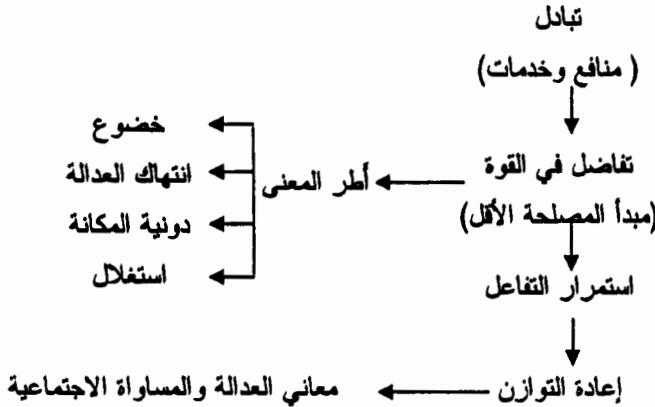 تبادل
( منافع وخدمات)
خضوع
انتهاك العدالة
تفاضل في القوة
أطر المعنى
دونية المكانة
(مبدأ المصلحة الأقل)
استغلال
استمرار التفاعل
إعادة التوازن
معاني العدالة والمساواة الاجتماعية